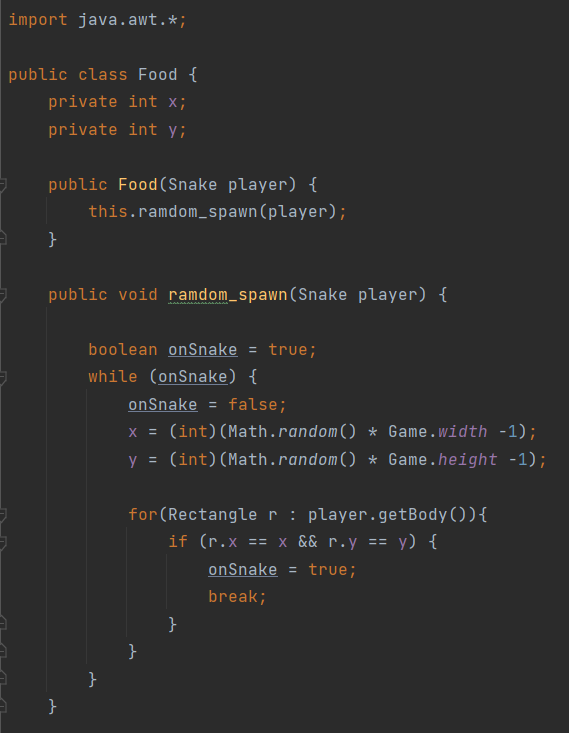 import java.awt.*;
public class Food {
    private int x;
    private int y;
    public Food(Snake player) {
        this.ramdom_spawn(player);
    }
    public void ramdom_spawn(Snake player) {
        boolean onSnake = true;
        while (onSnake) {
            onSnake = false;
            x = (int)(Math.random() * Game.width -1);
            y = (int)(Math.random() * Game.height -1);
            for(Rectangle r : player.getBody()){
                if (r.x == x && r.y == y) {
                    onSnake = true;
                    break;
                }
            }
        }
    }